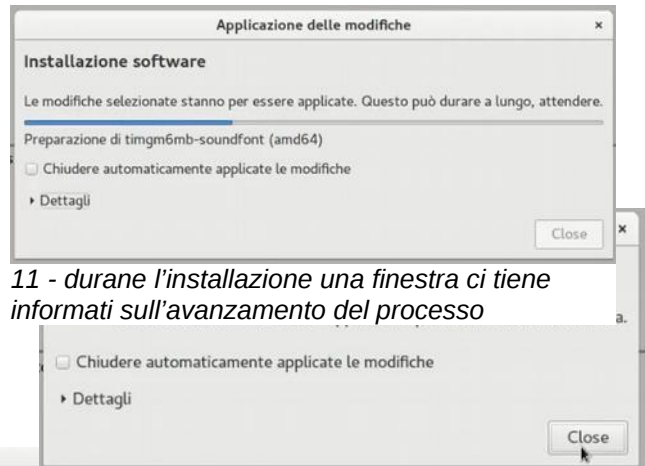 Applicazione delle modifiche
Installazione software
Le modifiche selezionate stanno per essere applicate. Questo può durare a lungo, attendere.
Preparazione di timgm6mb-soundfont (amd64)
Chiudere automaticamente applicate le modifiche
Dettagli
Close
11 - durane l'installazione una finestra ci tiene
informati sull'avanzamento del processo
a.
Chiudere automaticamente applicate le modifiche
Dettagli
Close